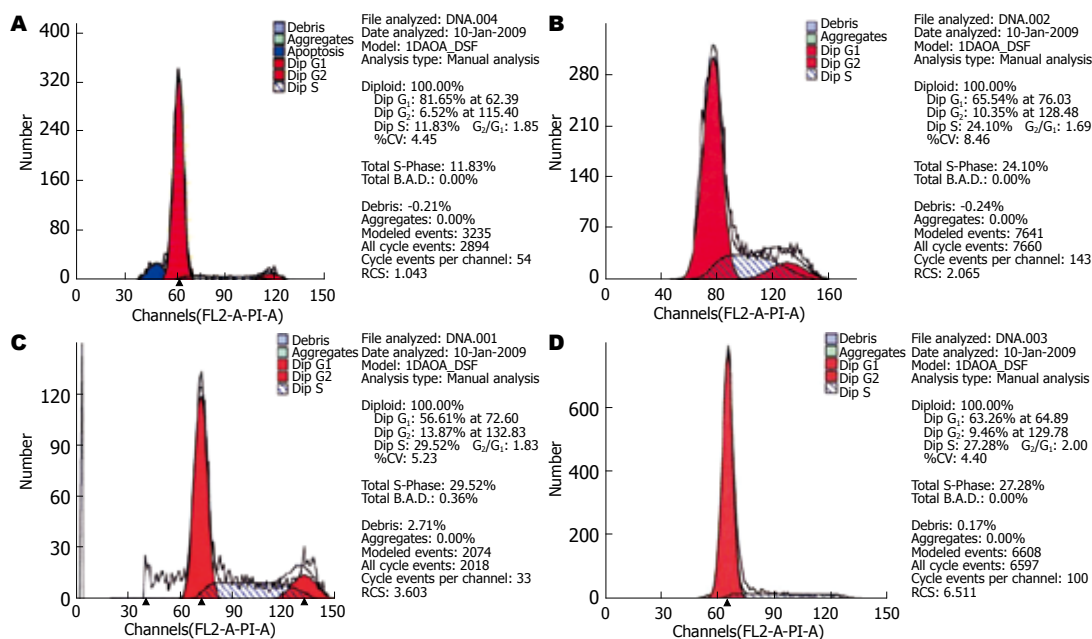 A
400
320
240
160
80
0
Number
0 30 60 90 120 150
Channels(FL2-A-PI-A)
Debris
Aggregates
Apoptosis
Dip G1
Dip G2
Dip S
File analyzed: DNA.004
Date analyzed: 10-Jan-2009
Model: 1DAOA_DSF
Analysis type: Manual analysis
Diploid: 100.00%
Dip G₁: 81.65% at 62.39
Dip G₂: 6.52% at 115.40
Dip S: 11.83% G₂/G₁: 1.85
%CV: 4.45
Total S-Phase: 11.83%
Total B.A.D.: 0.00%
Debris: -0.21%
Aggregates: 0.00%
Modeled events: 3235
All cycle events: 2894
Cycle events per channel: 54
RCS: 1.043
B
280
210
140
70
0
Number
0 40 80 120 160
Channels(FL2-A-PI-A)
Debris
Aggregates
Dip G1
Dip G2
Dip S
File analyzed: DNA.002
Date analyzed: 10-Jan-2009
Model: 1DAOA_DSF
Analysis type: Manual analysis
Diploid: 100.00%
Dip G₁: 65.54% at 76.03
Dip G₂: 10.35% at 128.48
Dip S: 24.10% G₂/G₁: 1.69
%CV: 8.46
Total S-Phase: 24.10%
Total B.A.D.: 0.00%
Debris: -0.24%
Aggregates: 0.00%
Modeled events: 7641
All cycle events: 7660
Cycle events per channel: 143
RCS: 2.065
C
120
90
60
30
0
Number
0 30 60 90 120 150
Channels(FL2-A-PI-A)
Debris
Aggregates
Dip G1
Dip G2
Dip S
File analyzed: DNA.001
Date analyzed: 10-Jan-2009
Model: 1DAOA_DSF
Analysis type: Manual analysis
Diploid: 100.00%
Dip G₁: 56.61% at 72.60
Dip G₂: 13.87% at 132.83
Dip S: 29.52% G₂/G₁: 1.83
%CV: 5.23
Total S-Phase: 29.52%
Total B.A.D.: 0.36%
Debris: 2.71%
Aggregates: 0.00%
Modeled events: 2074
All cycle events: 2018
Cycle events per channel: 33
RCS: 3.603
D
600
400
200
0
Number
0 30 60 90 120 150
Channels(FL2-A-PI-A)
Debris
Aggregates
Dip G1
Dip G2
Dip S
File analyzed: DNA.003
Date analyzed: 10-Jan-2009
Model: 1DAOA_DSF
Analysis type: Manual analysis
Diploid: 100.00%
Dip G₁: 63.26% at 64.89
Dip G₂: 9.46% at 129.78
Dip S: 27.28% G₂/G₁: 2.00
%CV: 4.40
Total S-Phase: 27.28%
Total B.A.D.: 0.00%
Debris: 0.17%
Aggregates: 0.00%
Modeled events: 6608
All cycle events: 6597
Cycle events per channel: 100
RCS: 6.511